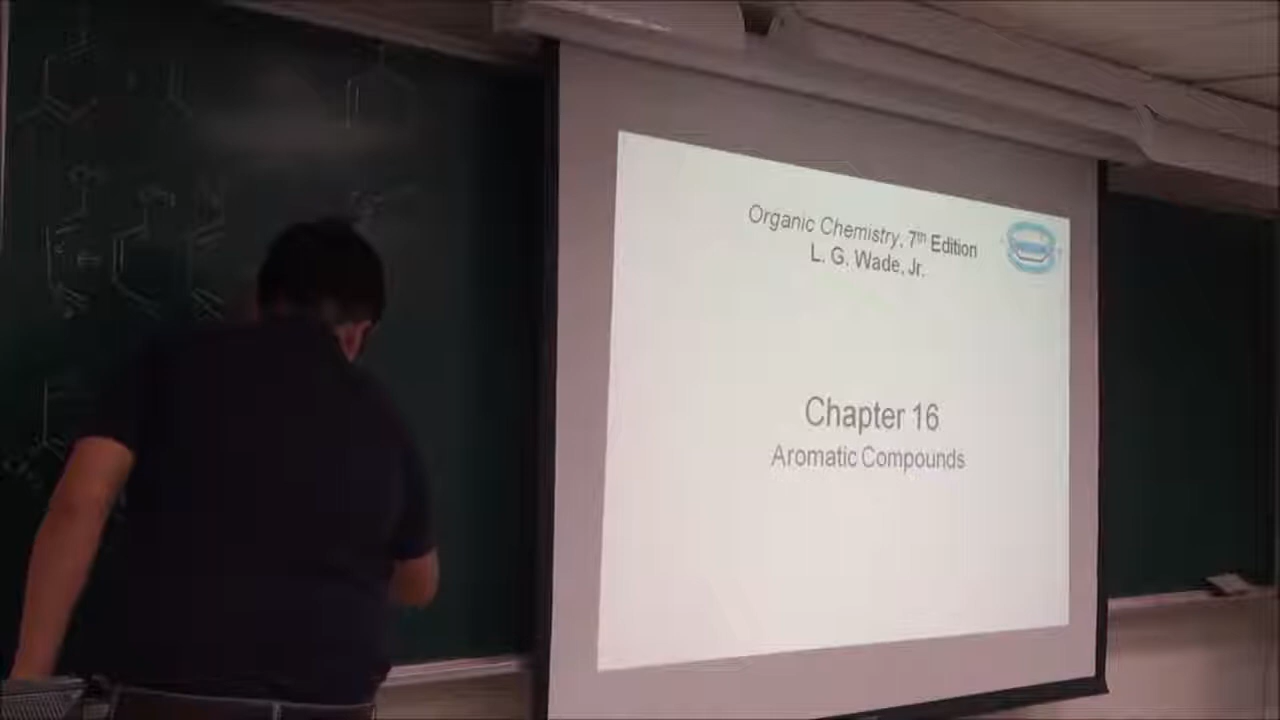 Organic Chemistry, 7th Edition
L. G. Wade, Jr.
Chapter 16
Aromatic Compounds